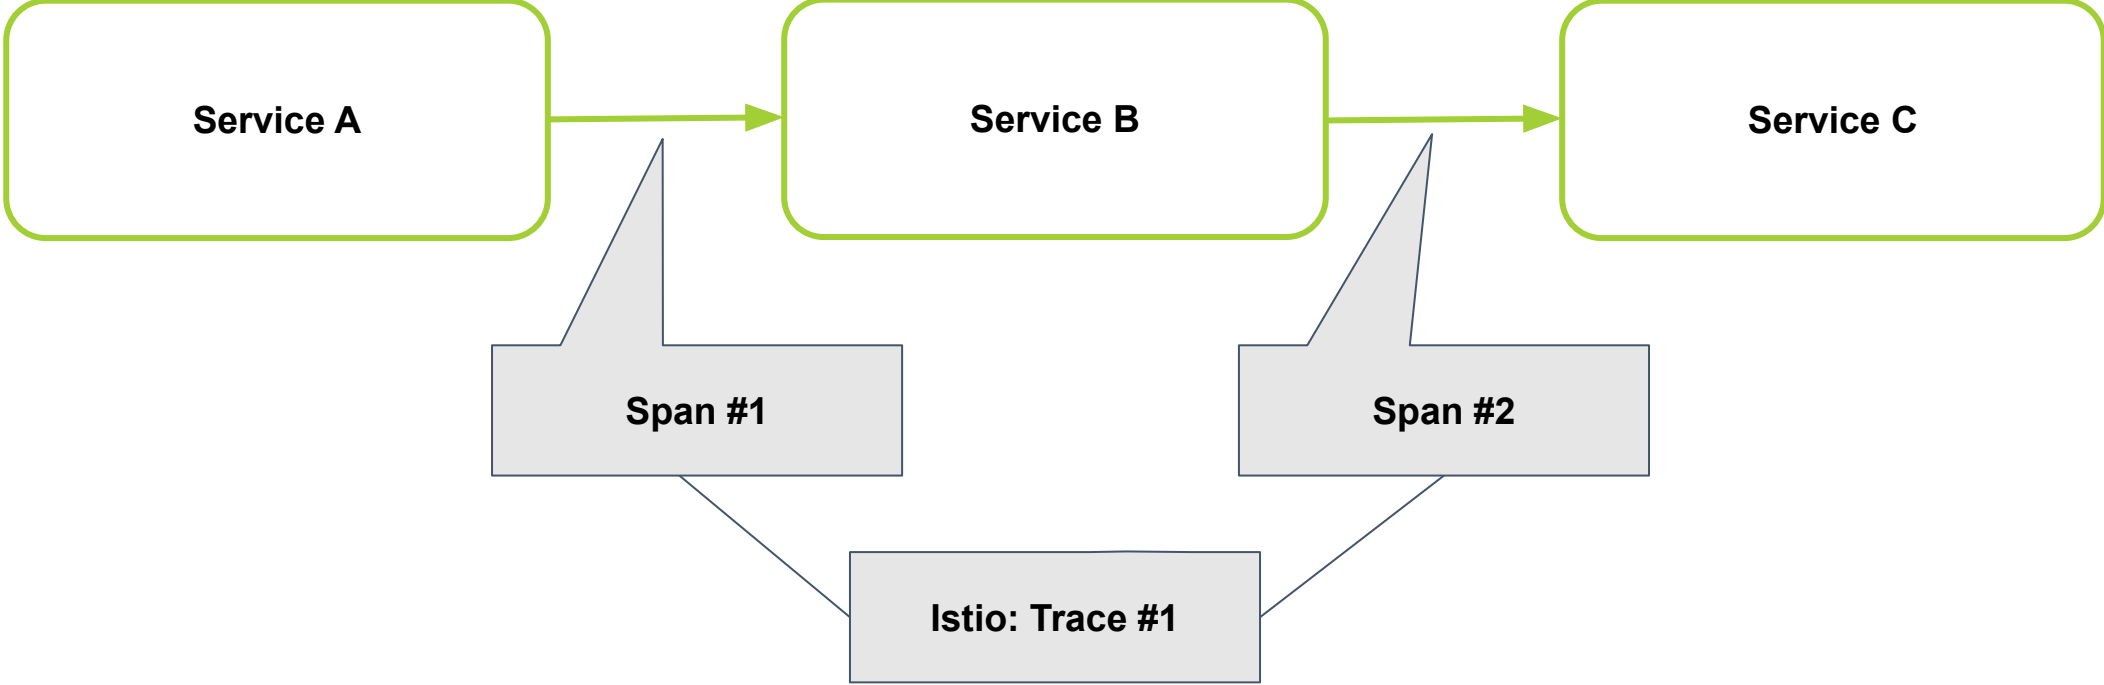 Service A
Service B
Service C
Span #1
Span #2
Istio: Trace #1